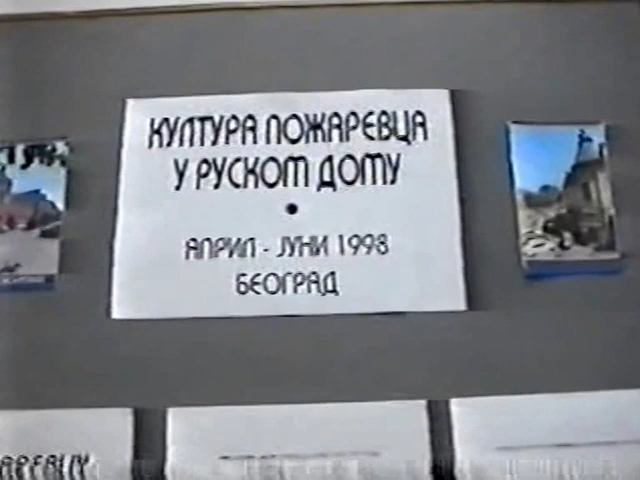 КУЛТУРА ПОЖАРЕВЦА
У РУСКОМ ДОМУ
•
АПРИЛ - ЈУНИ 1998
БЕОГРАД